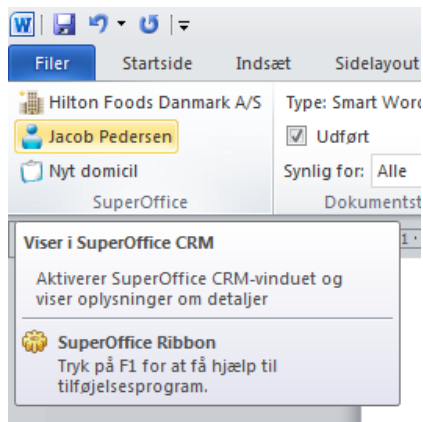 Filer Startside Indsæt Sidelayout
Hilton Foods Danmark A/S Type: Smart Word
Jacob Pedersen Udført
Nyt domicil Synlig for: Alle
SuperOffice Dokumentst
1
Viser i SuperOffice CRM
Aktiverer SuperOffice CRM-vinduet og
viser oplysninger om detaljer
SuperOffice Ribbon
Tryk på F1 for at få hjælp til
tilføjelsesprogram.